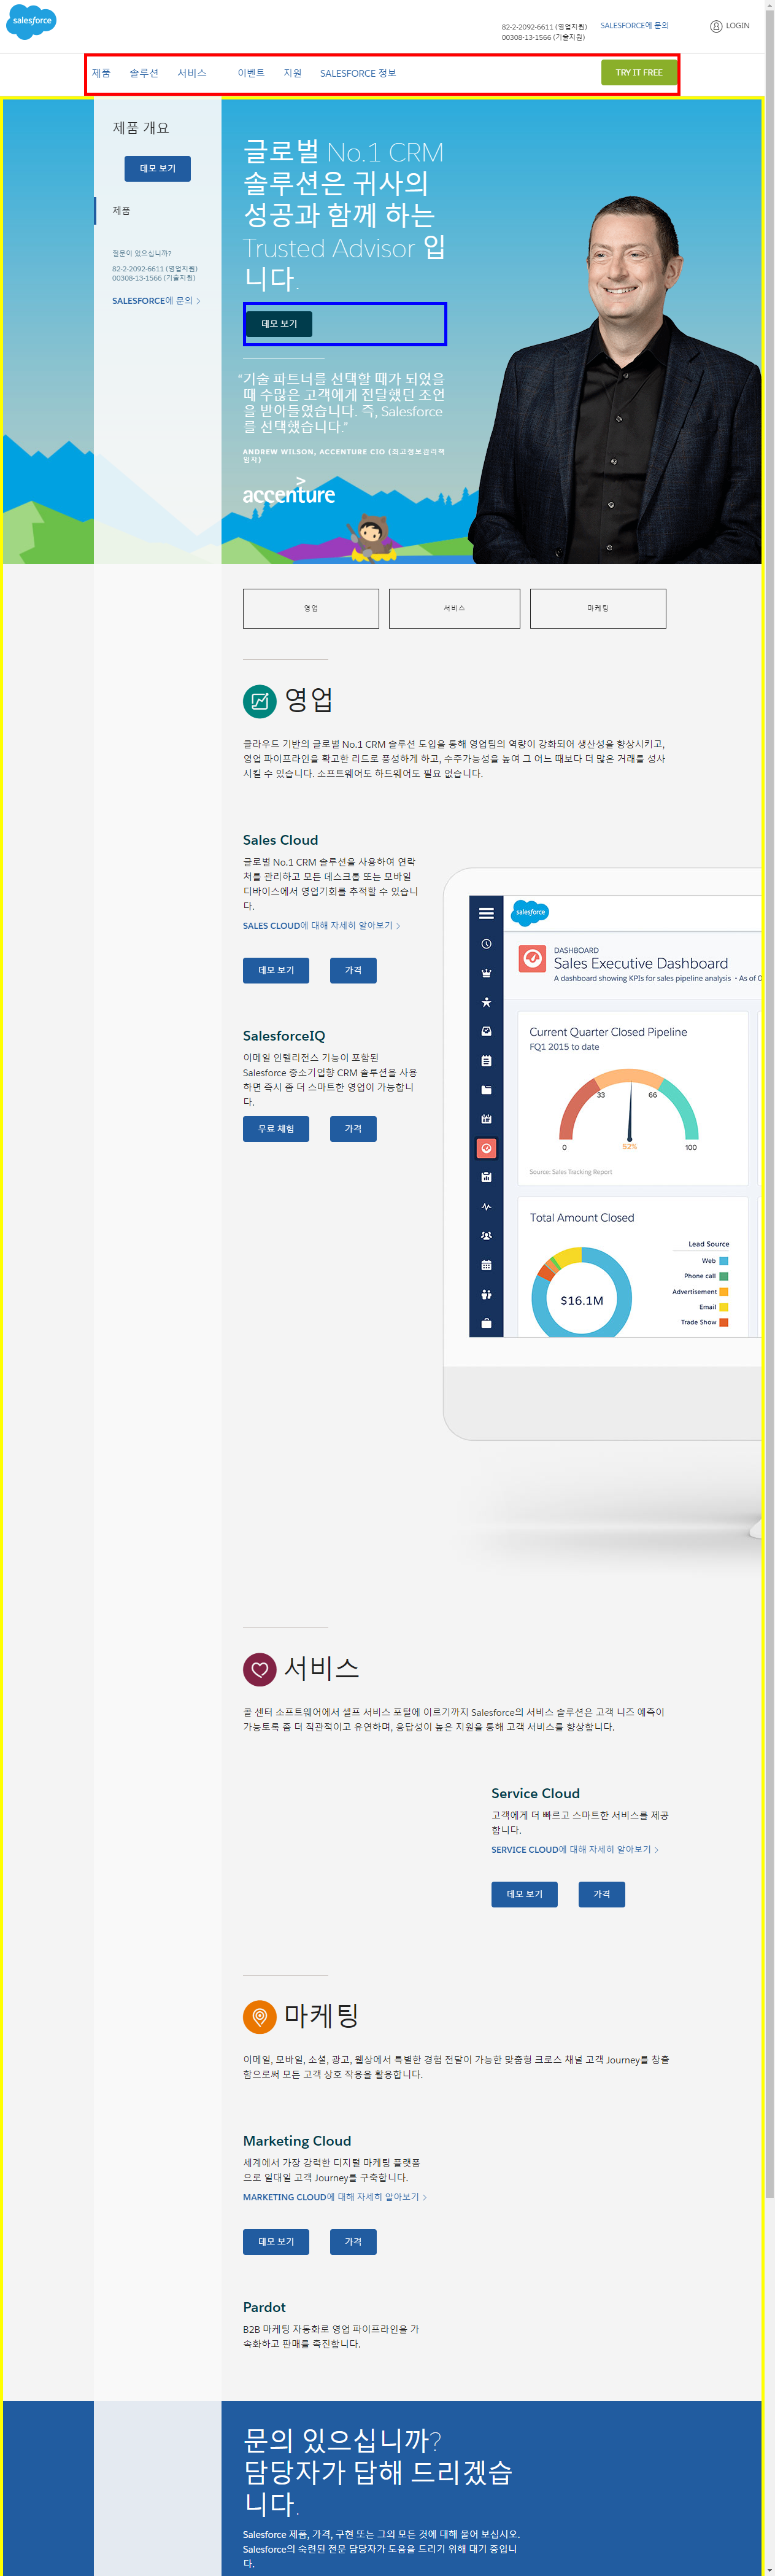 salesforce
82-2-2092-6611 (영업지원)
00308-13-1566 (기술지원)
SALESFORCE에 문의
LOGIN
제품 솔루션 서비스 이벤트 지원 SALESFORCE 정보
TRY IT FREE
제품 개요
데모 보기
제품
질문이 있으십니까?
82-2-2092-6611 (영업지원)
00308-13-1566 (기술지원)
SALESFORCE에 문의 >
글로벌 No.1 CRM
솔루션은 귀사의
성공과 함께 하는
Trusted Advisor 입
니다.
데모 보기
“기술 파트너를 선택할 때가 되었을
때 수많은 고객에게 전달했던 조언
을 받아들였습니다. 즉, Salesforce
를 선택했습니다.”
ANDREW WILSON, ACCENTURE CIO (최고정보관리책
임자)
accenture
영업 서비스 마케팅
영업
클라우드 기반의 글로벌 No.1 CRM 솔루션 도입을 통해 영업팀의 역량이 강화되어 생산성을 향상시키고,
영업 파이프라인을 확고한 리드로 풍성하게 하고, 수주가능성을 높여 그 어느 때보다 더 많은 거래를 성사
시킬 수 있습니다. 소프트웨어도 하드웨어도 필요 없습니다.
Sales Cloud
글로벌 No.1 CRM 솔루션을 사용하여 연락
처를 관리하고 모든 데스크톱 또는 모바일
디바이스에서 영업기회를 추적할 수 있습니
다.
SALES CLOUD에 대해 자세히 알아보기 >
데모 보기 가격
SalesforceIQ
이메일 인텔리전스 기능이 포함된
Salesforce 중소기업향 CRM 솔루션을 사용
하면 즉시 좀 더 스마트한 영업이 가능합니
다.
무료 체험 가격
salesforce
DASHBOARD
Sales Executive Dashboard
A dashboard showing KPIs for sales pipeline analysis • As of
Current Quarter Closed Pipeline
FQ1 2015 to date
33 66
0 52% 100
Source: Sales Tracking Report
Total Amount Closed
Lead Source
Web
Phone call
Advertisement
Email
Trade Show
$16.1M
서비스
콜 센터 소프트웨어에서 셀프 서비스 포털에 이르기까지 Salesforce의 서비스 솔루션은 고객 니즈 예측이
가능토록 좀 더 직관적이고 유연하며, 응답성이 높은 지원을 통해 고객 서비스를 향상합니다.
Service Cloud
고객에게 더 빠르고 스마트한 서비스를 제공
합니다.
SERVICE CLOUD에 대해 자세히 알아보기 >
데모 보기 가격
마케팅
이메일, 모바일, 소셜, 광고, 웹상에서 특별한 경험 전달이 가능한 맞춤형 크로스 채널 고객 Journey를 창출
함으로써 모든 고객 상호 작용을 활용합니다.
Marketing Cloud
세계에서 가장 강력한 디지털 마케팅 플랫폼
으로 일대일 고객 Journey를 구축합니다.
MARKETING CLOUD에 대해 자세히 알아보기 >
데모 보기 가격
Pardot
B2B 마케팅 자동화로 영업 파이프라인을 가
속화하고 판매를 촉진합니다.
문의 있으십니까?
담당자가 답해 드리겠습
니다.
Salesforce 제품, 가격, 구현 또는 그외 모든 것에 대해 물어 보십시오.
Salesforce의 숙련된 전문 담당자가 도움을 드리기 위해 대기 중입니
다.